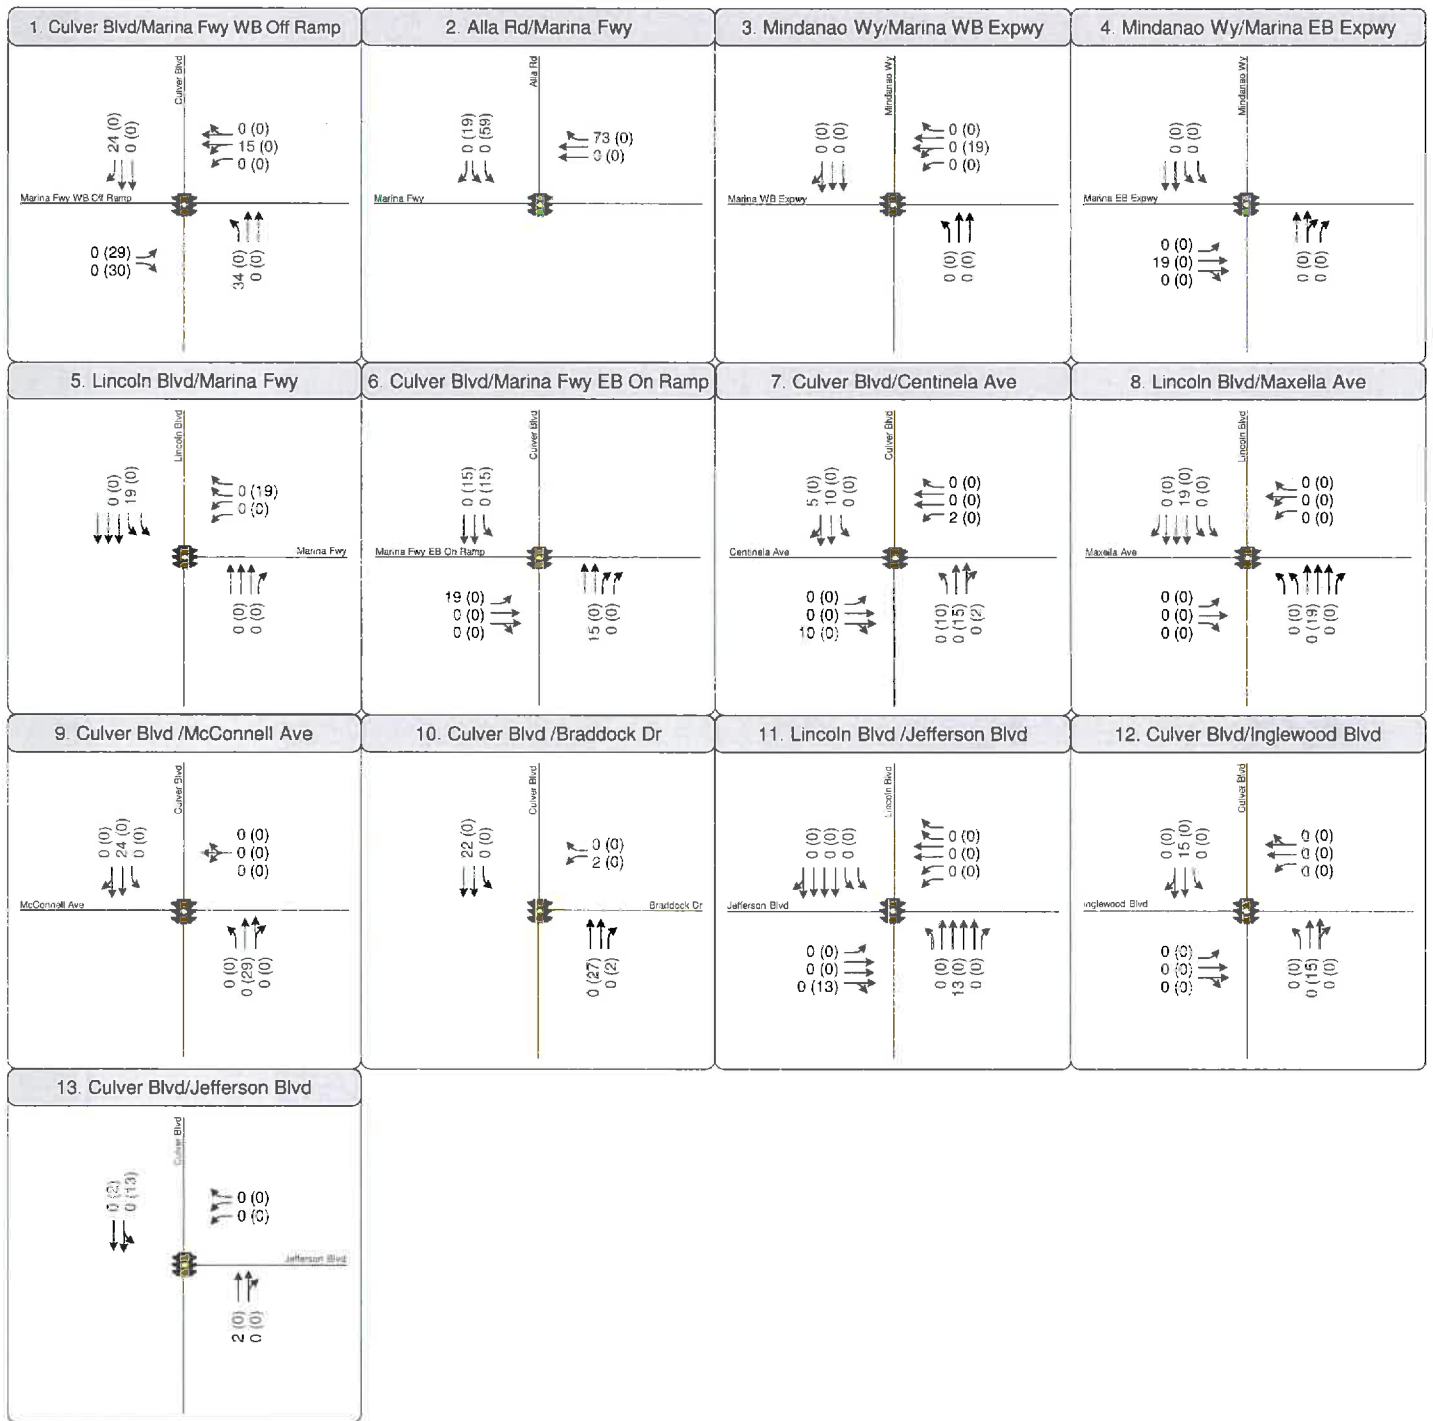 1. Culver Blvd/Marina Fwy WB Off Ramp
Culver Blvd
24 (0)
0 (0)
0 (0)
15 (0)
0 (0)
Marina Fwy WB Off Ramp
0 (29)
0 (30)
34 (0)
0 (0)
2. Alla Rd/Marina Fwy
Alla Rd
0 (19)
0 (59)
73 (0)
0 (0)
Marina Fwy
3. Mindanao Wy/Marina WB Expwy
Mindanao Wy
0 (0)
0 (0)
0 (0)
0 (19)
0 (0)
Marina WB Expwy
0 (0)
0 (0)
4. Mindanao Wy/Marina EB Expwy
Mindanao Wy
0 (0)
0 (0)
Marina EB Expwy
0 (0)
19 (0)
0 (0)
0 (0)
0 (0)
5. Lincoln Blvd/Marina Fwy
Lincoln Blvd
0 (0)
19 (0)
0 (19)
0 (0)
Marina Fwy
0 (0)
0 (0)
6. Culver Blvd/Marina Fwy EB On Ramp
Culver Blvd
0 (15)
0 (15)
Marina Fwy EB On Ramp
19 (0)
0 (0)
0 (0)
15 (0)
0 (0)
7. Culver Blvd/Centinela Ave
Culver Blvd
5 (0)
10 (0)
0 (0)
0 (0)
0 (0)
2 (0)
Centinela Ave
0 (0)
0 (0)
10 (0)
0 (10)
0 (15)
0 (2)
8. Lincoln Blvd/Maxella Ave
Lincoln Blvd
0 (0)
19 (0)
0 (0)
0 (0)
0 (0)
0 (0)
Maxella Ave
0 (0)
0 (0)
0 (0)
0 (0)
0 (19)
0 (0)
9. Culver Blvd /McConnell Ave
Culver Blvd
0 (0)
24 (0)
0 (0)
0 (0)
0 (0)
0 (0)
McConnell Ave
0 (0)
0 (29)
0 (0)
10. Culver Blvd /Braddock Dr
Culver Blvd
22 (0)
0 (0)
0 (0)
2 (0)
Braddock Dr
0 (27)
0 (2)
11. Lincoln Blvd /Jefferson Blvd
Lincoln Blvd
0 (0)
0 (0)
0 (0)
0 (0)
0 (0)
0 (0)
Jefferson Blvd
0 (0)
0 (0)
0 (13)
0 (0)
13 (0)
0 (0)
12. Culver Blvd/Inglewood Blvd
Culver Blvd
0 (0)
15 (0)
0 (0)
0 (0)
0 (0)
0 (0)
Inglewood Blvd
0 (0)
0 (0)
0 (0)
0 (0)
0 (15)
0 (0)
13. Culver Blvd/Jefferson Blvd
Culver Blvd
0 (2)
0 (13)
0 (0)
0 (0)
Jefferson Blvd
2 (0)
0 (0)